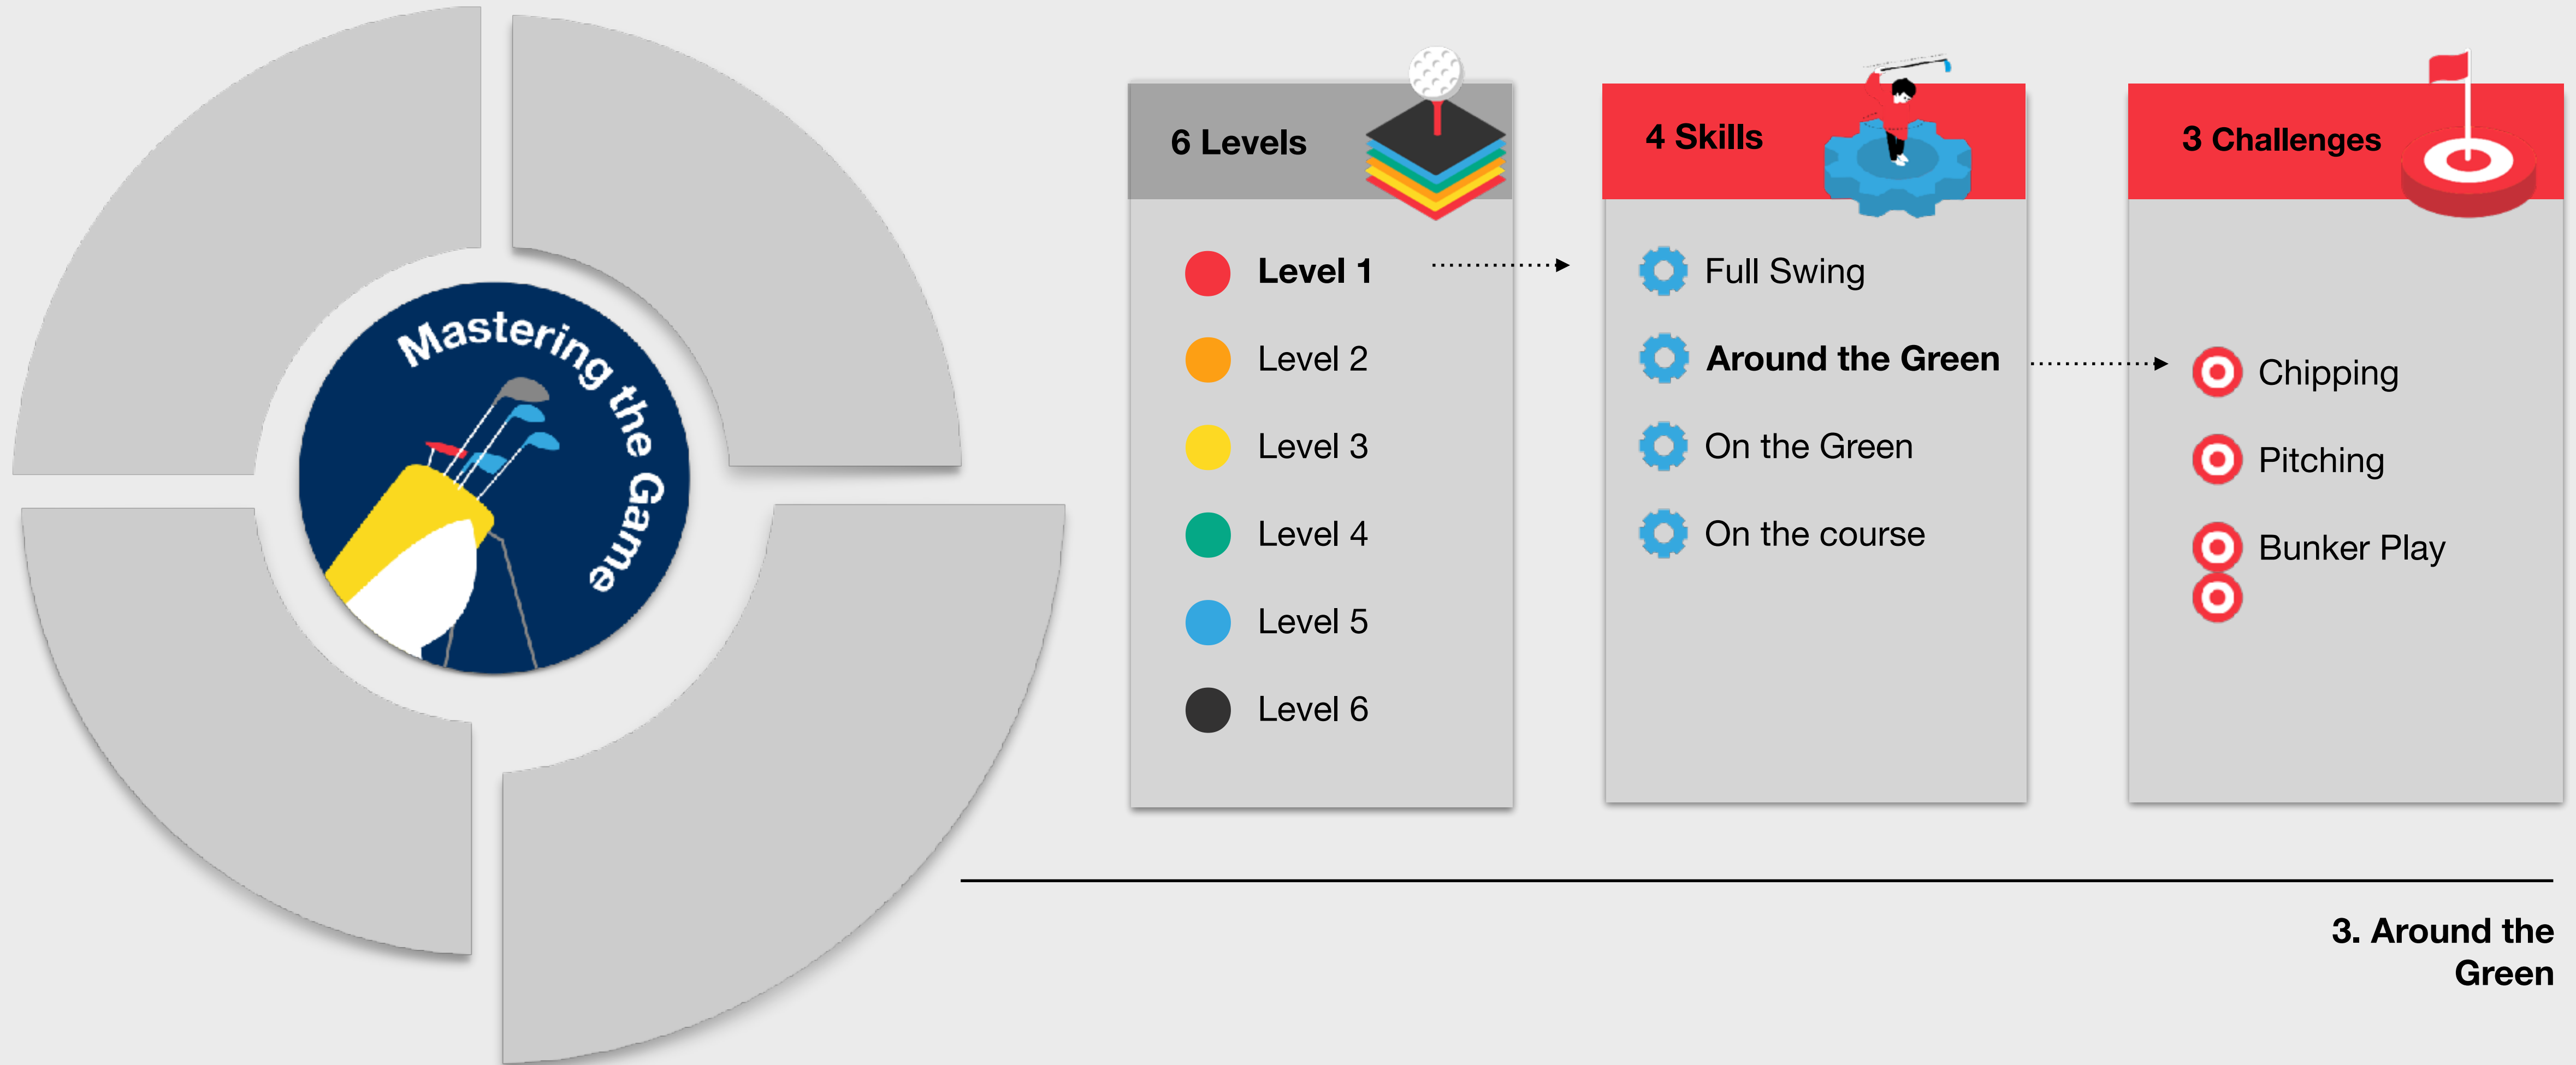 Mastering the Game
6 Levels
Level 1
Level 2
Level 3
Level 4
Level 5
Level 6
4 Skills
Full Swing
Around the Green
On the Green
On the course
3 Challenges
Chipping
Pitching
Bunker Play
3. Around the
Green